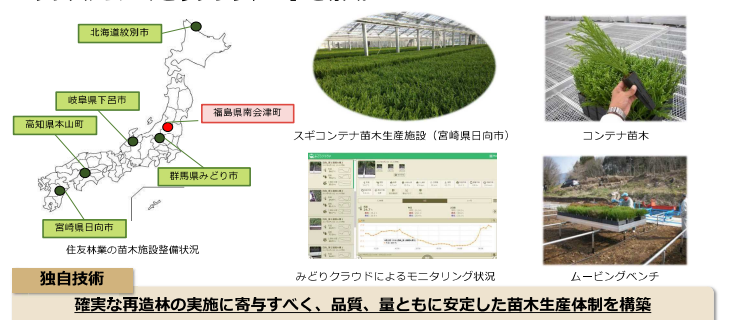 北海道紋別市
岐阜県下呂市
福島県南会津町
高知県本山町
群馬県みどり市
宮崎県日向市
住友林業の苗木施設整備状況
スギコンテナ苗木生産施設（宮崎県日向市）
コンテナ苗木
みどりクラウドによるモニタリング状況
ムービングベンチ
独自技術
確実な再造林の実施に寄与すべく、品質、量ともに安定した苗木生産体制を構築